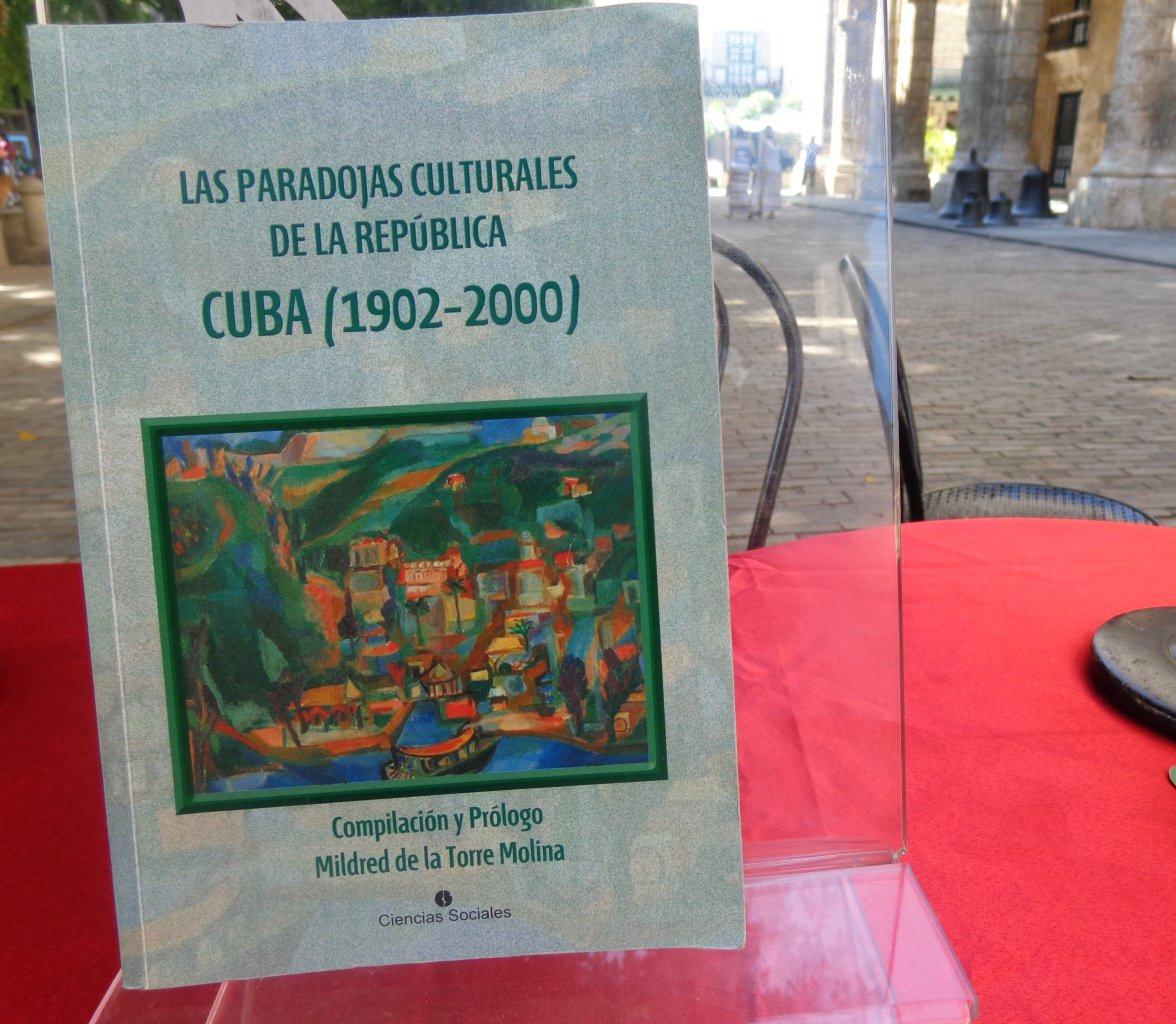 LAS PARADOJAS CULTURALES
DE LA REPÚBLICA
CUBA (1902-2000)
Compilación y Prólogo
Mildred de la Torre Molina
Ciencias Sociales